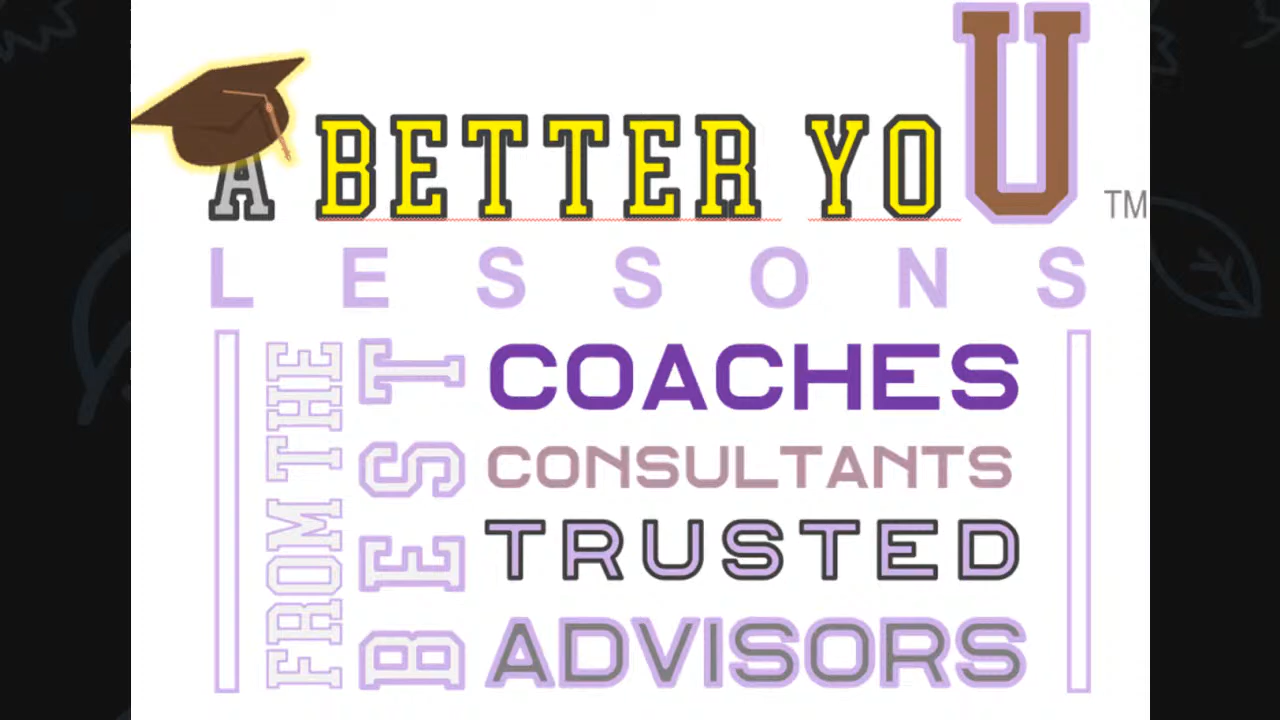 A BETTER YOU TM
LESSONS
FROM THE
BEST
COACHES
CONSULTANTS
TRUSTED
ADVISORS